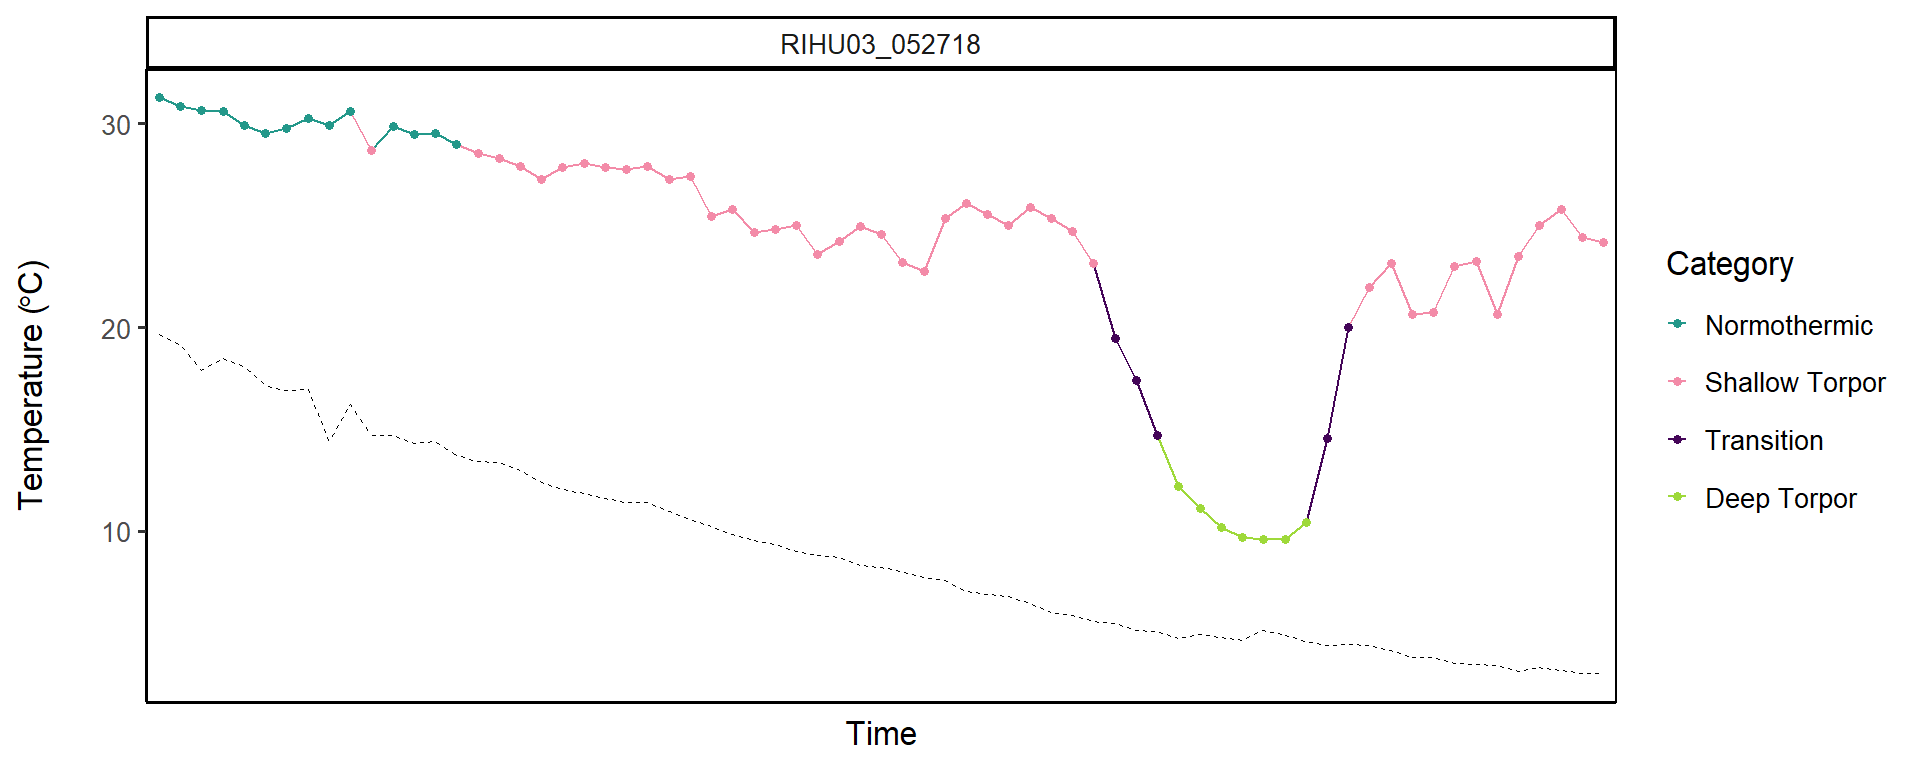 RIHU03_052718
30
20
10
Temperature (°C)
Time
Category
Normothermic
Shallow Torpor
Transition
Deep Torpor